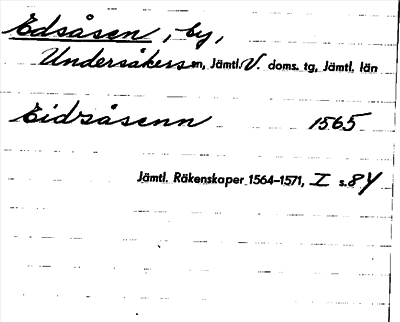 Edsåsen, by,
Undersåkers sn, Jämtl. V. doms. tg, Jämtl. län
Eidzåsenn 1565
Jämtl. Räkenskaper 1564-1571, I s. 84